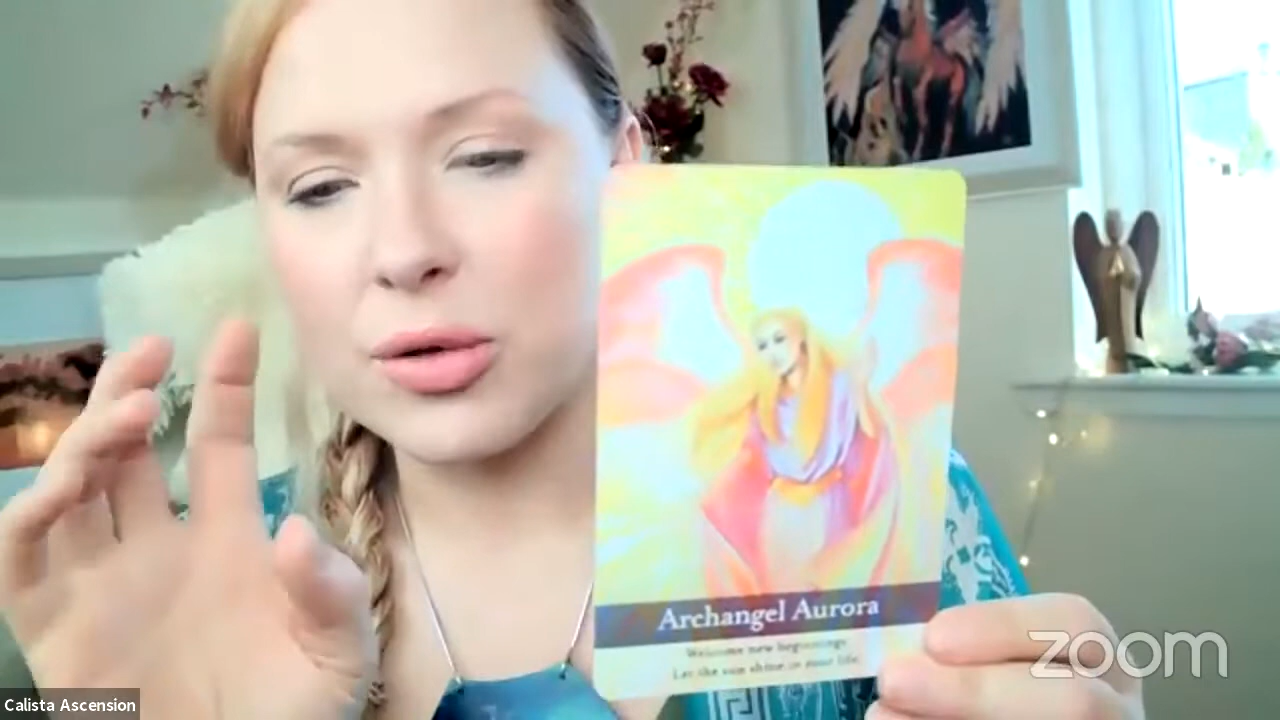 Archangel Aurora
Welcome new beginnings
Let the sun shine in your life.
zoom
Calista Ascension